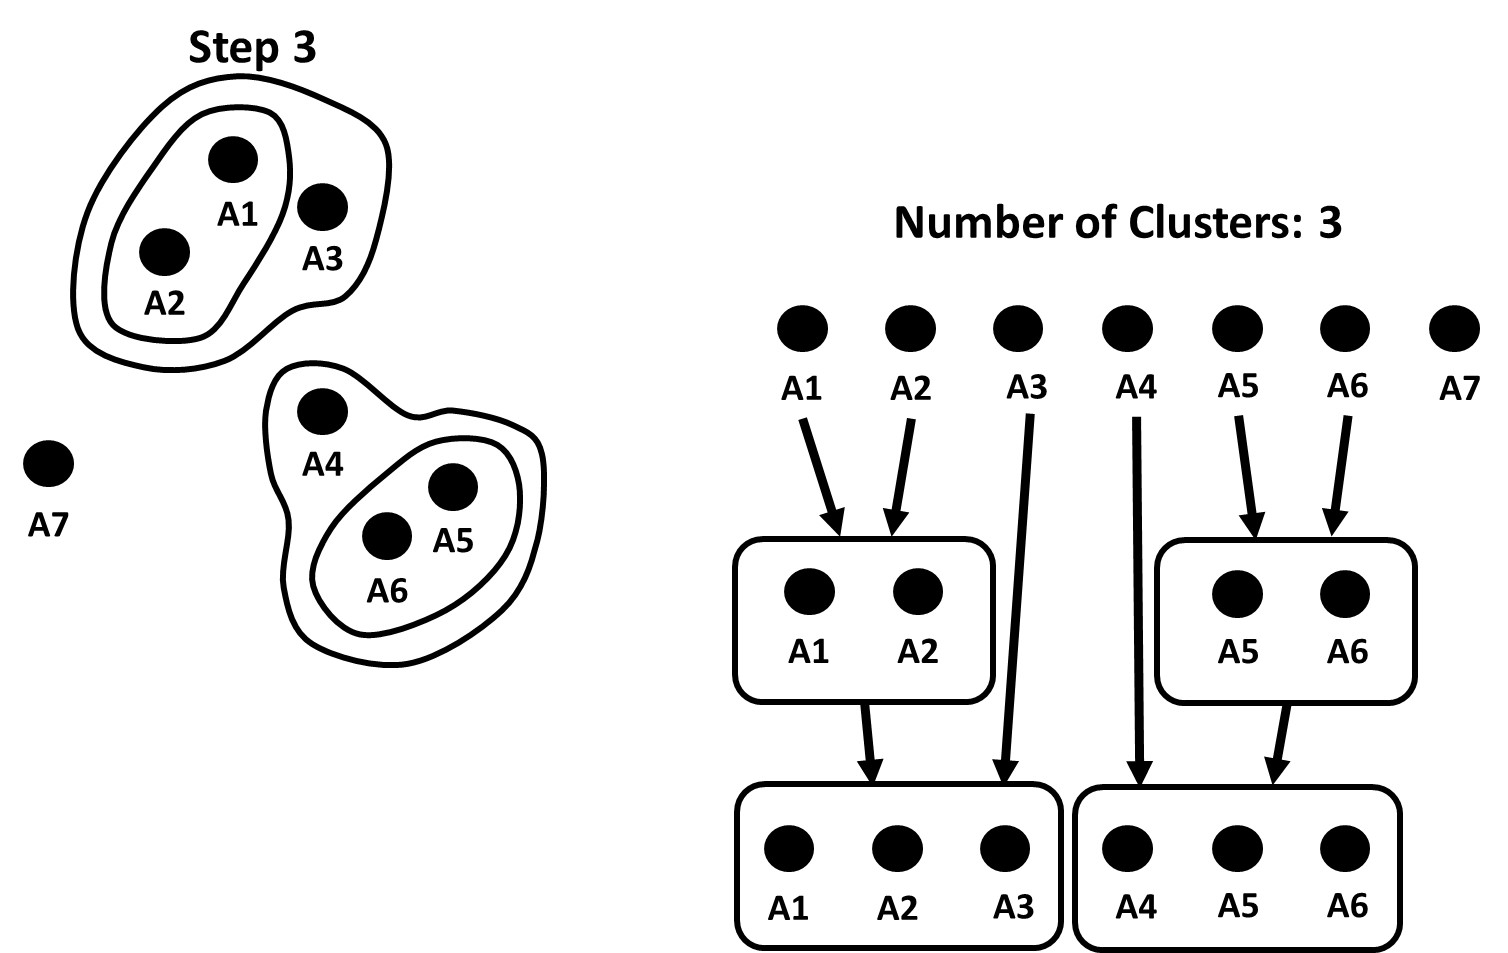 Step 3
A1
A2
A3
A4
A5
A6
A7
Number of Clusters: 3
A1 A2 A3 A4 A5 A6 A7
A1 A2
A5 A6
A1 A2 A3
A4 A5 A6